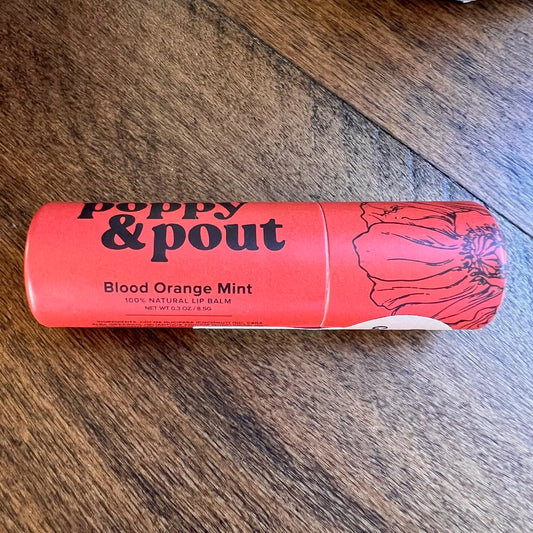 poppy
& pout
Blood Orange Mint
100% NATURAL LIP BALM
NET WT 0.3 OZ / 8.5G